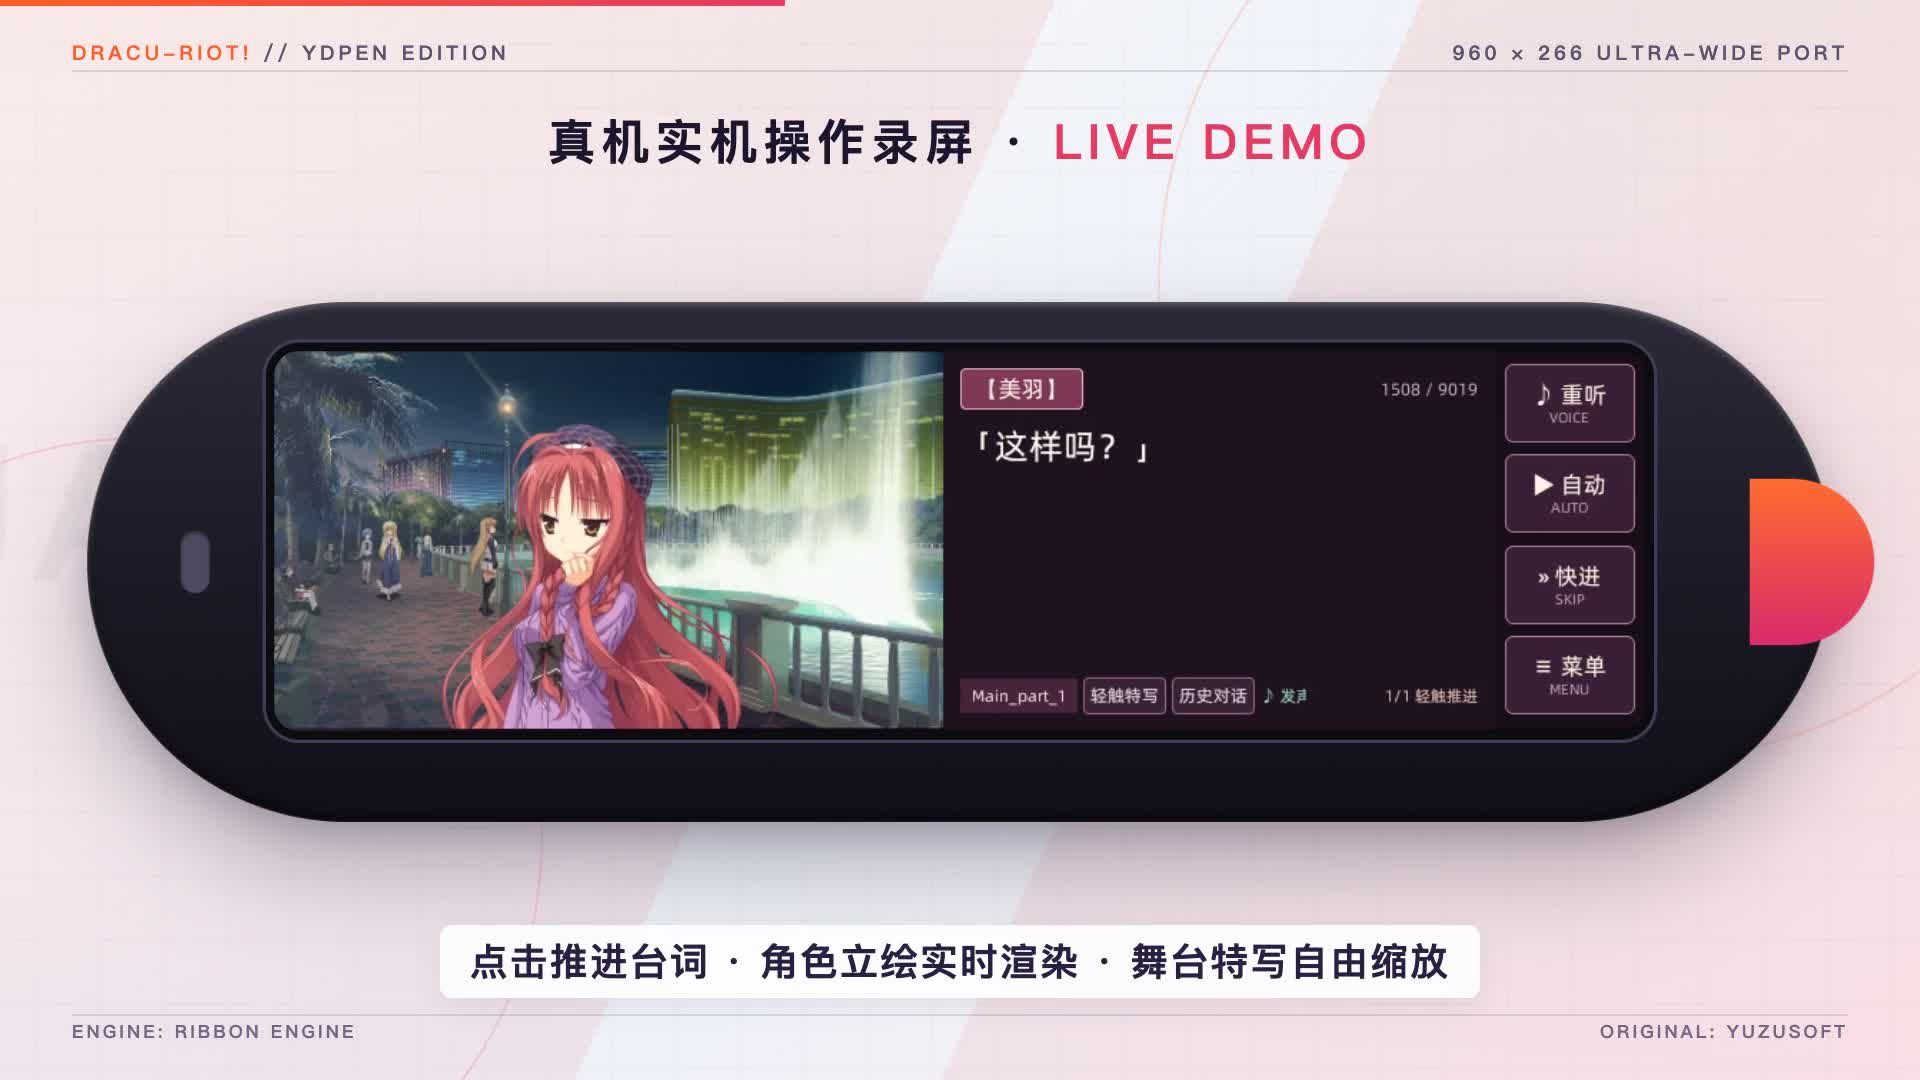 DRACU-RIOT! // YDPEN EDITION
960 × 266 ULTRA-WIDE PORT
真机实机操作录屏 · LIVE DEMO
【美羽】
1508 / 9019
「这样吗？」
♪ 重听
VOICE
▶ 自动
AUTO
» 快进
SKIP
≡ 菜单
MENU
Main_part_1 轻触特写 历史对话 ♪ 发声 1/1 轻触推进
点击推进台词 · 角色立绘实时渲染 · 舞台特写自由缩放
ENGINE: RIBBON ENGINE
ORIGINAL: YUZUSOFT